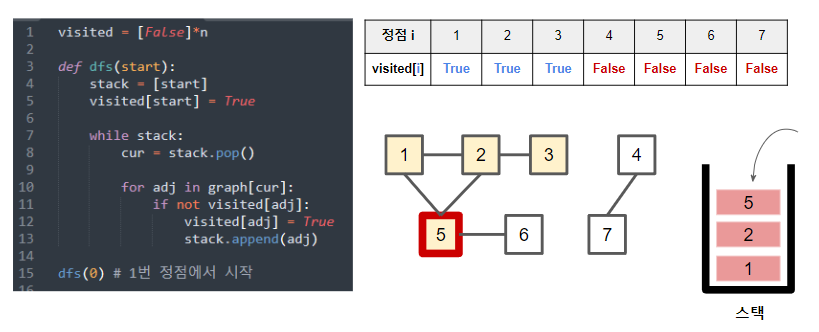 1 visited = [False]*n
2
3 def dfs(start):
4     stack = [start]
5     visited[start] = True
6
7     while stack:
8         cur = stack.pop()
9
10         for adj in graph[cur]:
11             if not visited[adj]:
12                 visited[adj] = True
13                 stack.append(adj)
14
15 dfs(0) # 1번 정점에서 시작
16
정점 i 1 2 3 4 5 6 7
visited[i] True True True False False False False
1 2 3 4
5 6 7
5
2
1
스택